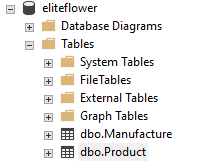 eliteflower
Database Diagrams
Tables
System Tables
FileTables
External Tables
Graph Tables
dbo.Manufacture
dbo.Product